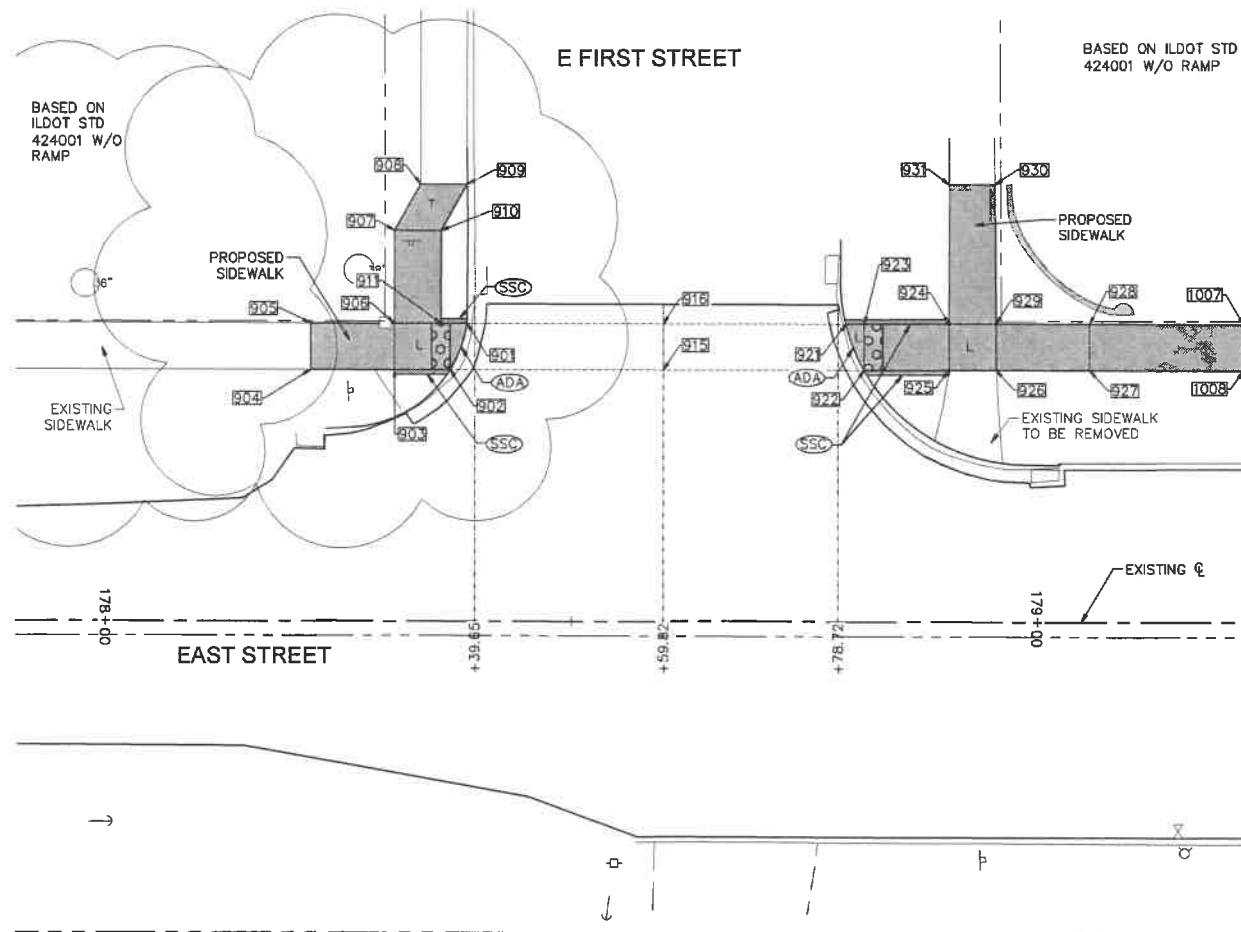 E FIRST STREET
BASED ON
ILDOT STD
424001 W/O
RAMP
BASED ON ILDOT STD
424001 W/O RAMP
908
909
931
930
907
910
PROPOSED
SIDEWALK
PROPOSED
SIDEWALK
6"
911
SSC
923
905
906
916
924
929
928
1007
T
L
901
915
921
L
L
ADA
ADA
904
902
922
925
926
927
1008
EXISTING
SIDEWALK
903
SSC
SSC
EXISTING SIDEWALK
TO BE REMOVED
EXISTING ℄
178+00
+39.65
+59.82
+78.72
179+00
EAST STREET